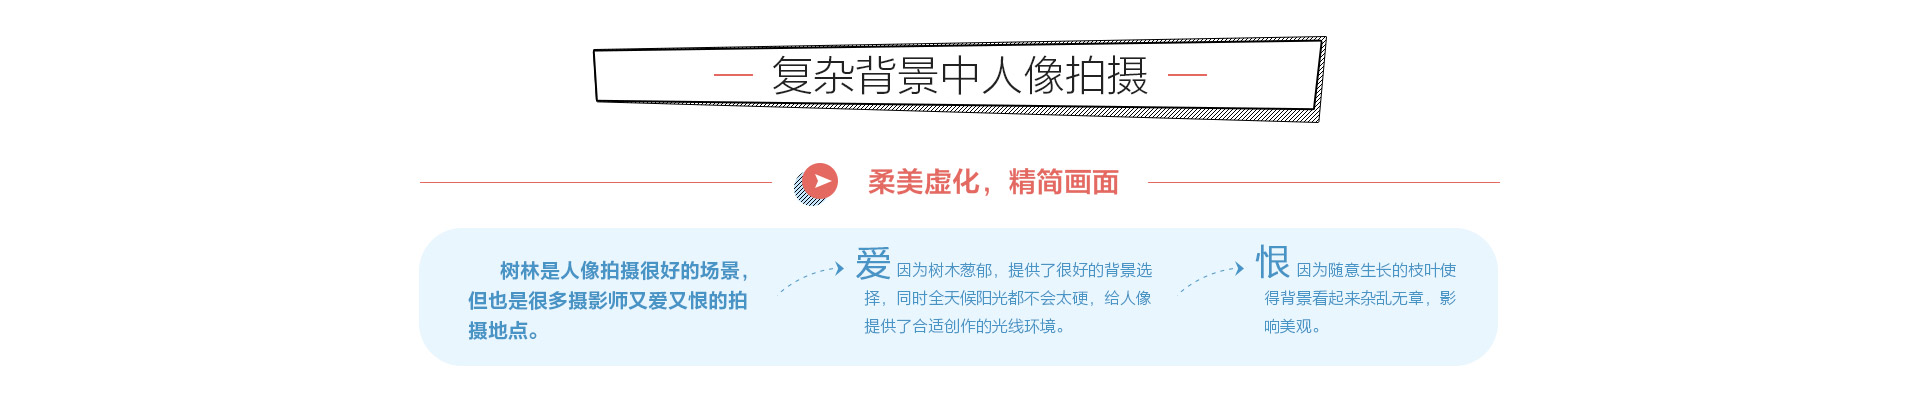 复杂背景中人像拍摄
柔美虚化，精简画面
树林是人像拍摄很好的场景，
但也是很多摄影师又爱又恨的拍
摄地点。
爱 因为树木葱郁，提供了很好的背景选
择，同时全天候阳光都不会太硬，给人像
提供了合适创作的光线环境。
恨 因为随意生长的枝叶使
得背景看起来杂乱无章，影
响美观。